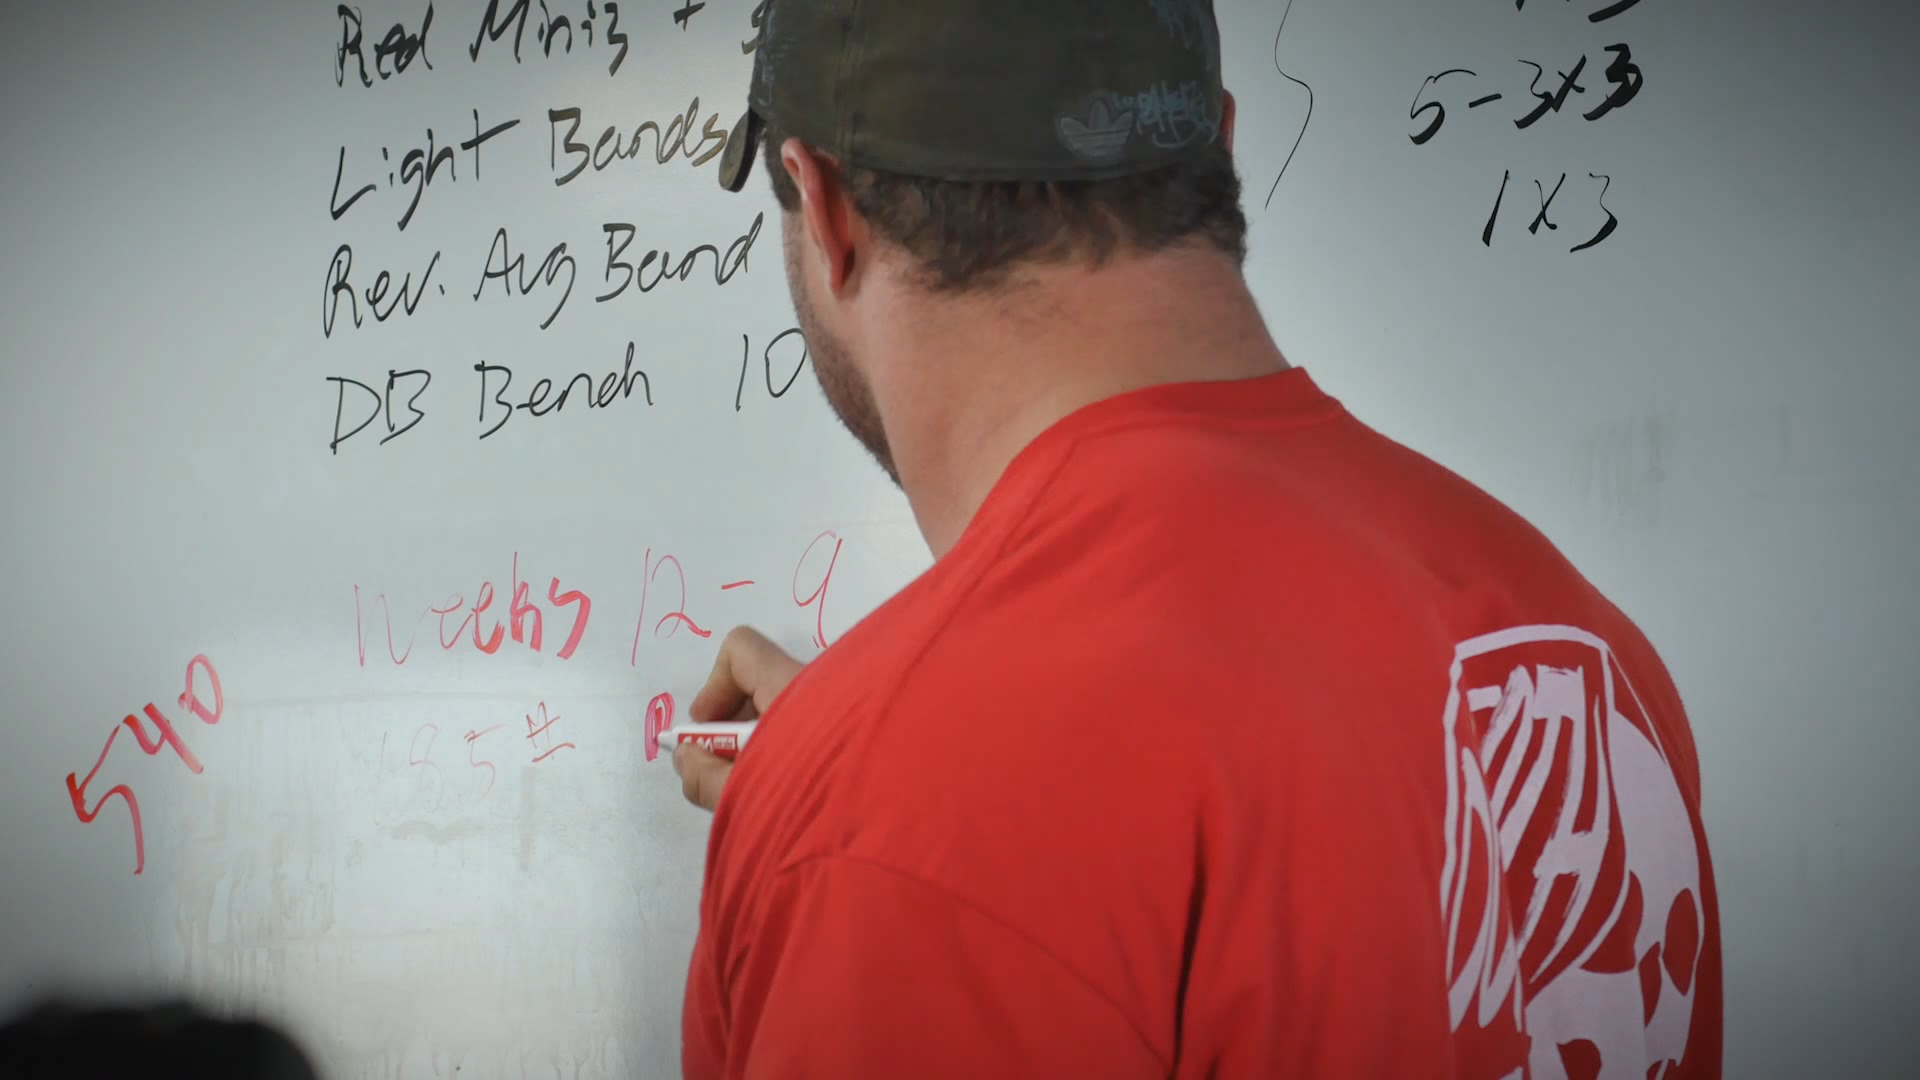 Red Minis +
Light Bands
Rev. Avg Band
DB Bench 10
5-3x3
1x3
Weeks 12-9
540
185#